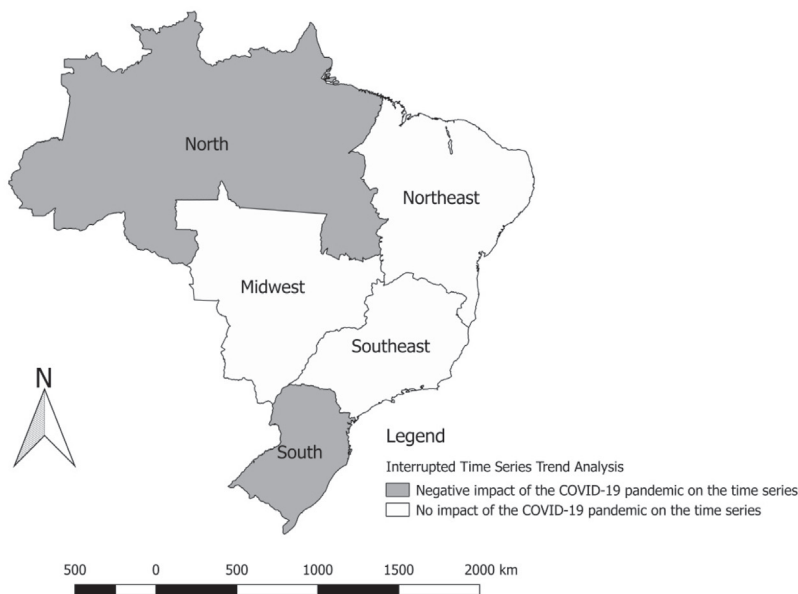 North
Northeast
Midwest
Southeast
N
South
Legend
Interrupted Time Series Trend Analysis
Negative impact of the COVID-19 pandemic on the time series
No impact of the COVID-19 pandemic on the time series
500 0 500 1000 1500 2000 km